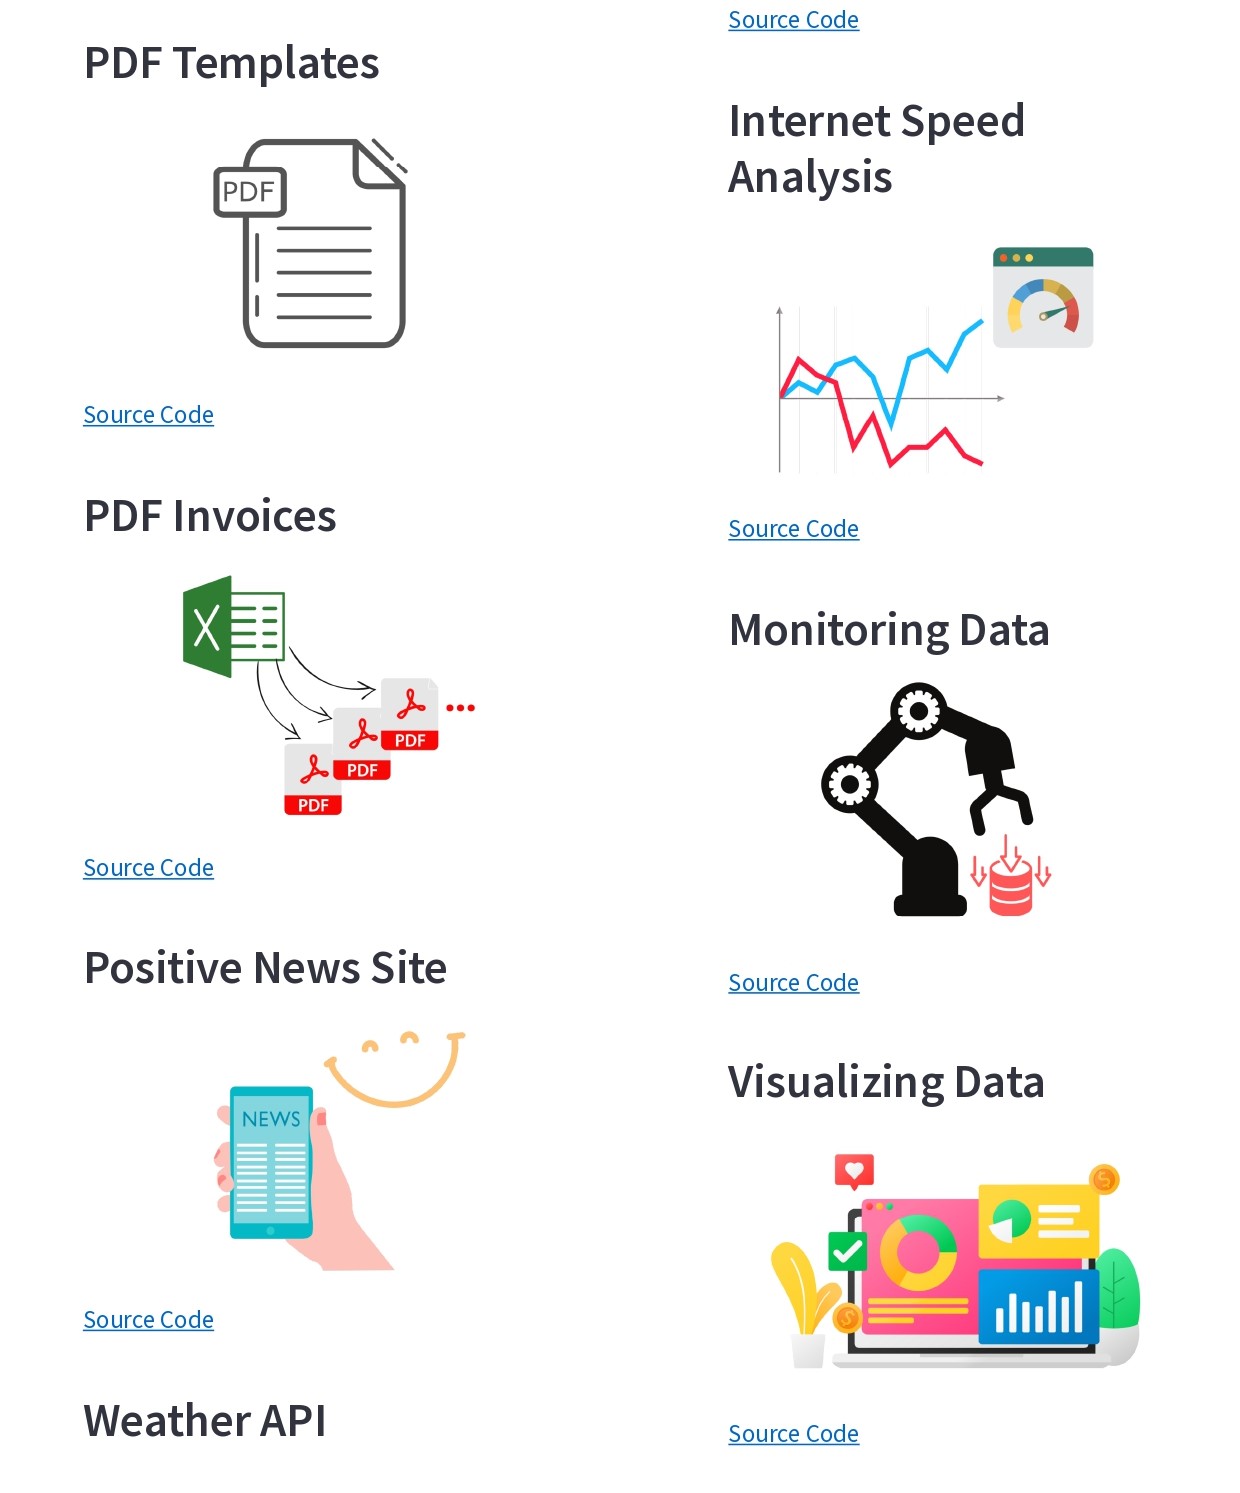 PDF Templates
PDF
Source Code
PDF Invoices
X
PDF
PDF
PDF
Source Code
Positive News Site
NEWS
Source Code
Weather API
Source Code
Internet Speed
Analysis
Source Code
Monitoring Data
Source Code
Visualizing Data
Source Code